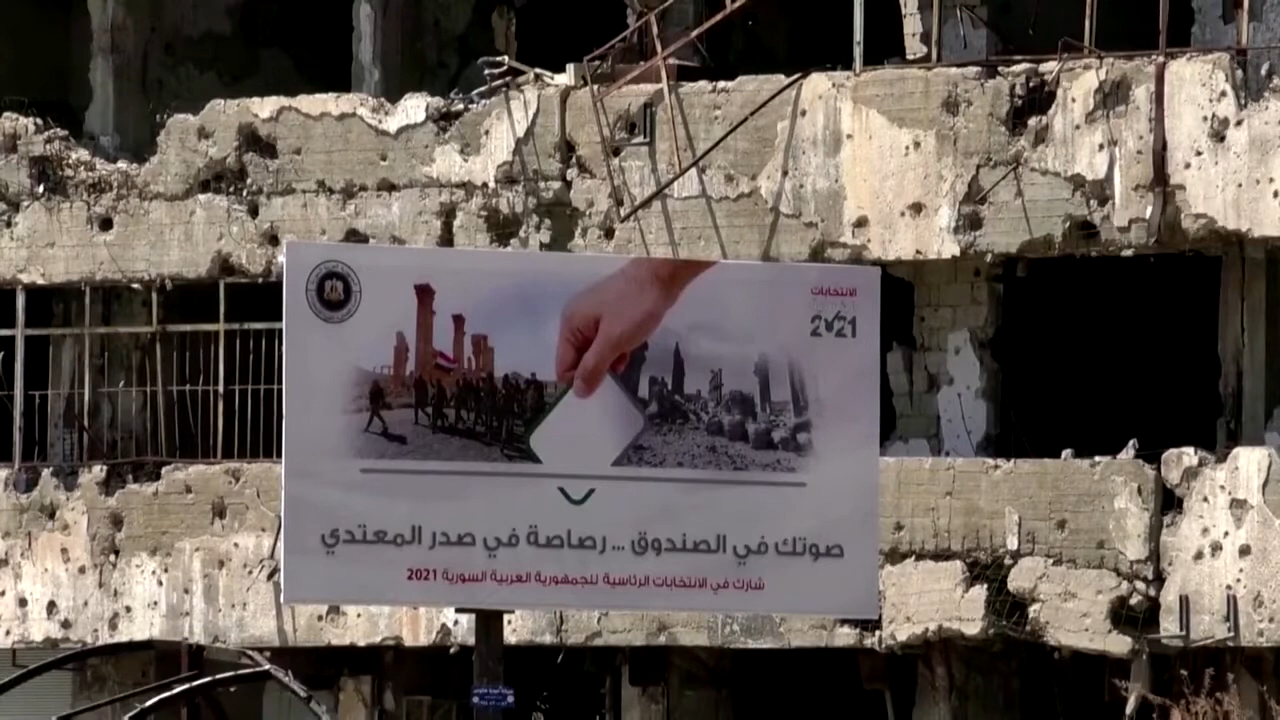 الانتخابات
2021
صوتك في الصندوق ... رصاصة في صدر المعتدي
شارك في الانتخابات الرئاسية للجمهورية العربية السورية 2021